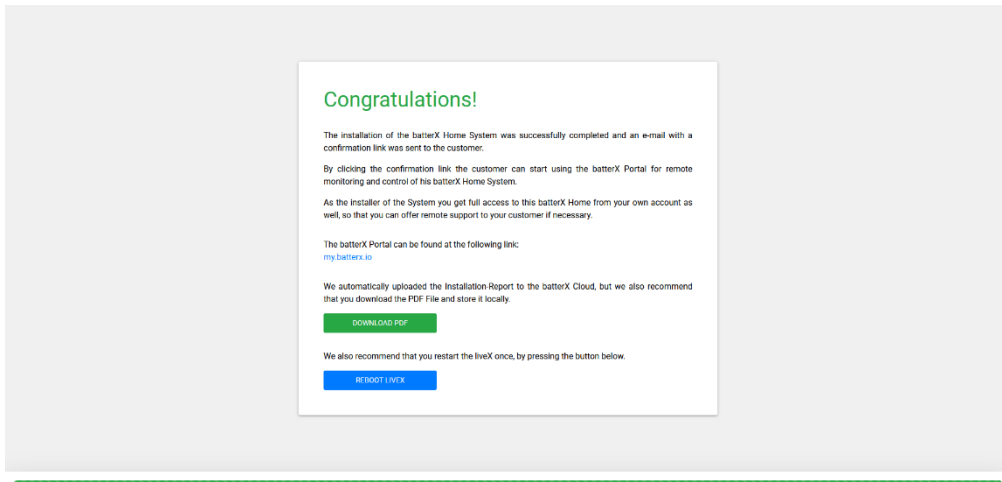 Congratulations!
The installation of the batterX Home System was successfully completed and an e-mail with a
confirmation link was sent to the customer.
By clicking the confirmation link the customer can start using the batterX Portal for remote
monitoring and control of his batterX Home System.
As the installer of the System you get full access to this batterX Home from your own account as
well, so that you can offer remote support to your customer if necessary.
The batterX Portal can be found at the following link:
my.batterx.io
We automatically uploaded the Installation-Report to the batterX Cloud, but we also recommend
that you download the PDF File and store it locally.
DOWNLOAD PDF
We also recommend that you restart the liveX once, by pressing the button below.
REBOOT LIVEX